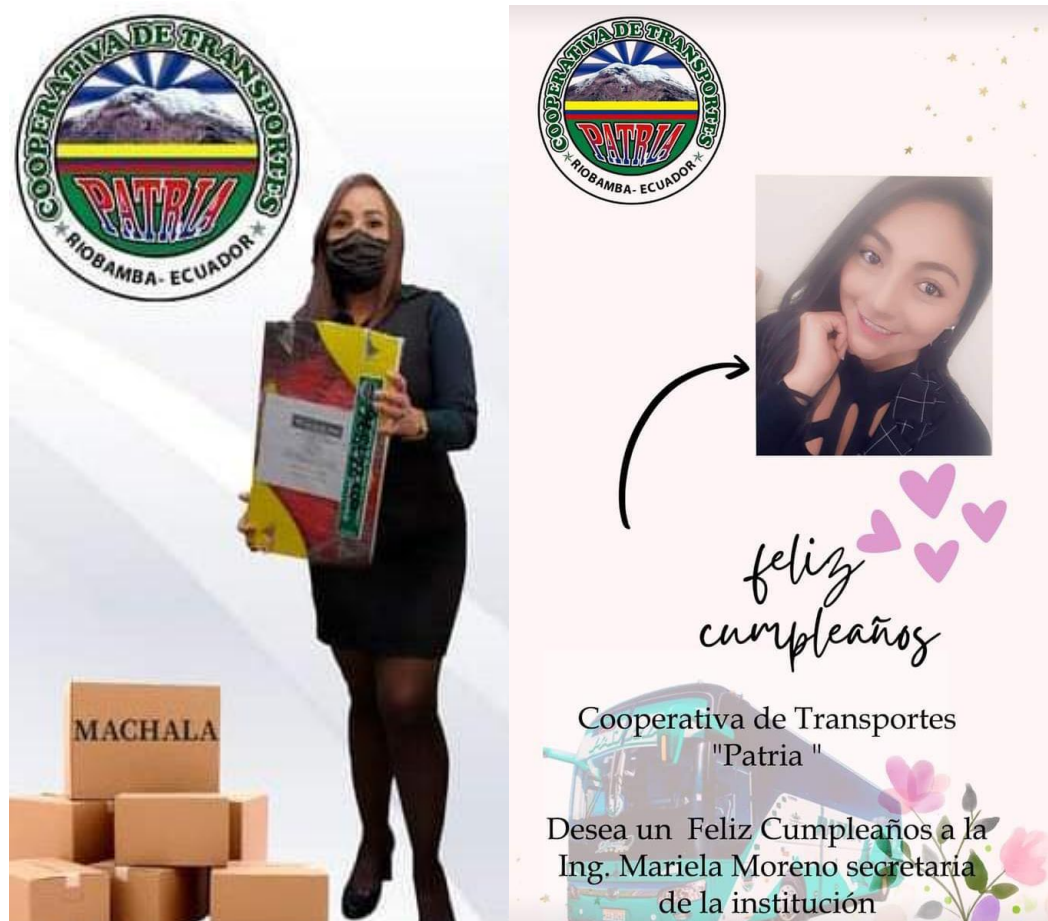 COOPERATIVA DE TRANSPORTES
PATRIA
RIOBAMBA- ECUADOR
MACHALA
COOPERATIVA DE TRANSPORTES
PATRIA
RIOBAMBA- ECUADOR
feliz
cumpleaños
Cooperativa de Transportes
"Patria "
Desea un Feliz Cumpleaños a la
Ing. Mariela Moreno secretaria
de la institución